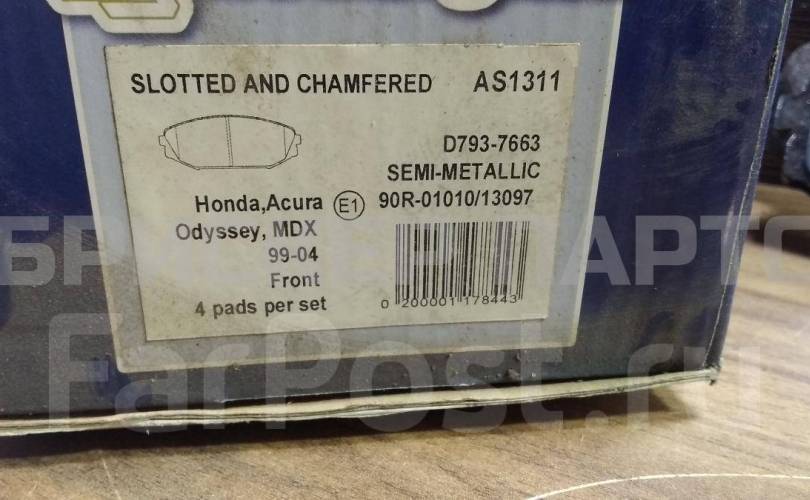 SLOTTED AND CHAMFERED AS1311
D793-7663
SEMI-METALLIC
Honda,Acura E1 90R-01010/13097
Odyssey, MDX
99-04
Front
4 pads per set
0 200001 178443
FarPost.ru